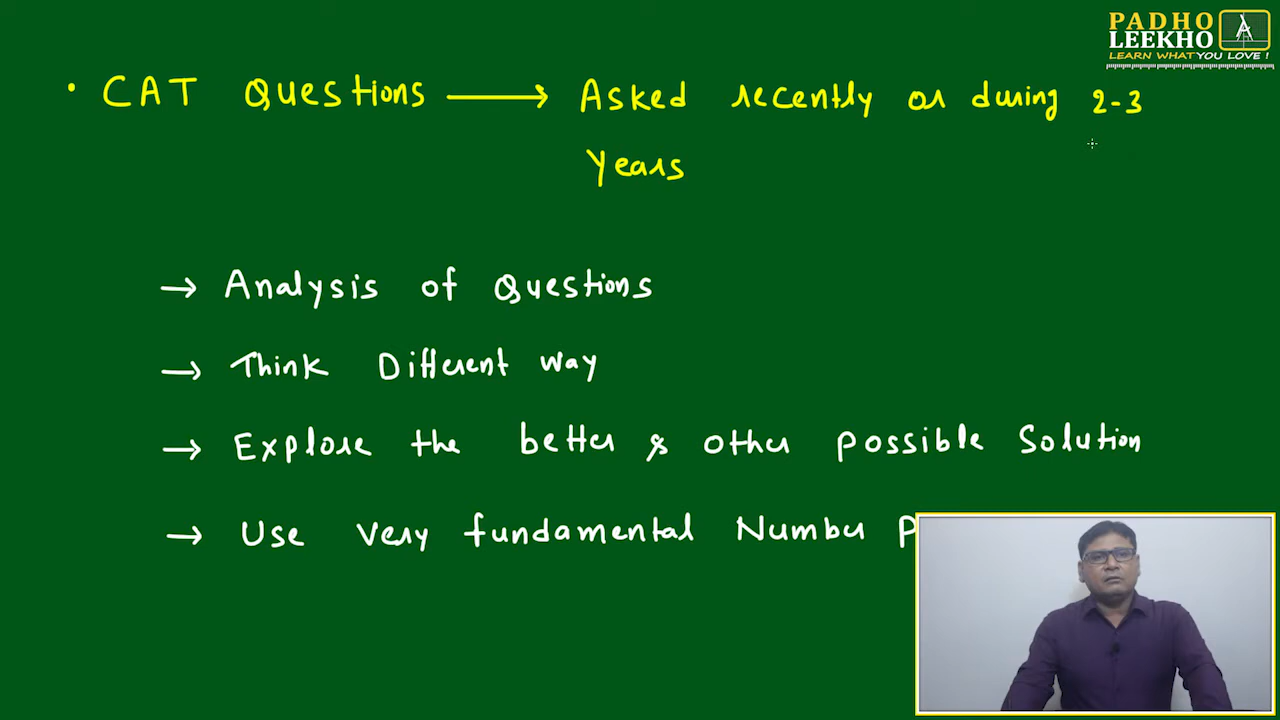 PADHO
LEEKHO
LEARN WHAT YOU LOVE !
• CAT Questions → Asked recently or during 2-3
Years
→ Analysis of Questions
→ Think Different way
→ Explore the better & other possible Solution
→ Use very fundamental Number